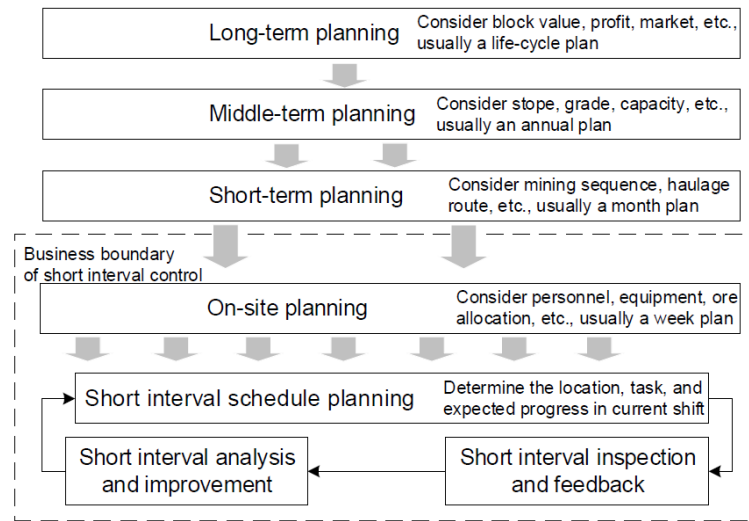 Long-term planning
Consider block value, profit, market, etc.,
usually a life-cycle plan
Middle-term planning
Consider stope, grade, capacity, etc.,
usually an annual plan
Short-term planning
Consider mining sequence, haulage
route, etc., usually a month plan
Business boundary
of short interval control
On-site planning
Consider personnel, equipment, ore
allocation, etc., usually a week plan
Short interval schedule planning
Determine the location, task, and
expected progress in current shift
Short interval analysis
and improvement
Short interval inspection
and feedback